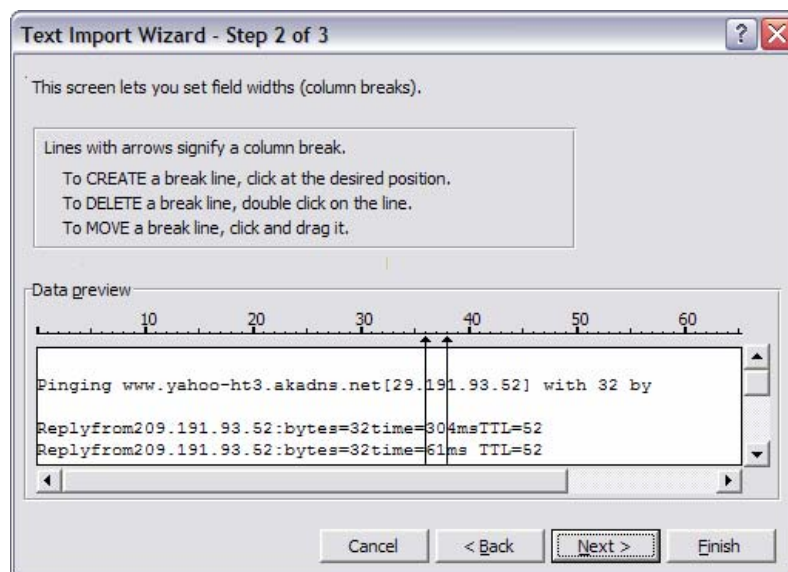 Text Import Wizard - Step 2 of 3
This screen lets you set field widths (column breaks).
Lines with arrows signify a column break.
To CREATE a break line, click at the desired position.
To DELETE a break line, double click on the line.
To MOVE a break line, click and drag it.
Data preview
10 20 30 40 50 60
Pinging www.yahoo-ht3.akadns.net[29.191.93.52] with 32 by
Replyfrom209.191.93.52:bytes=32time=304msTTL=52
Replyfrom209.191.93.52:bytes=32time=61ms TTL=52
Cancel < Back Next > Finish